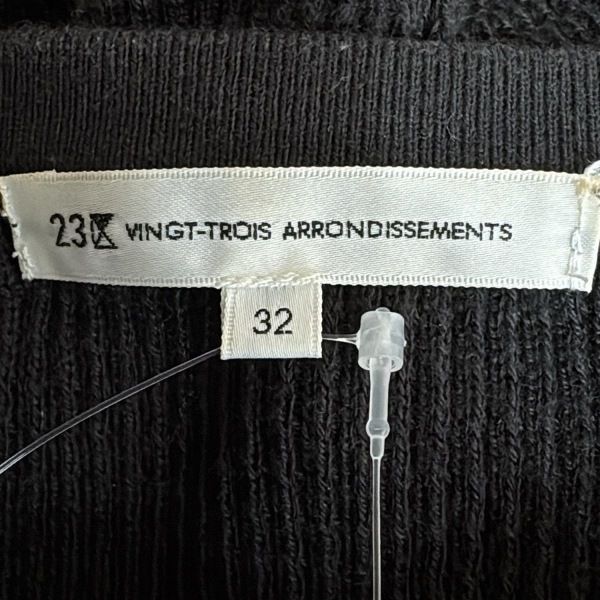 23区 VINGT-TROIS ARRONDISSEMENTS
32